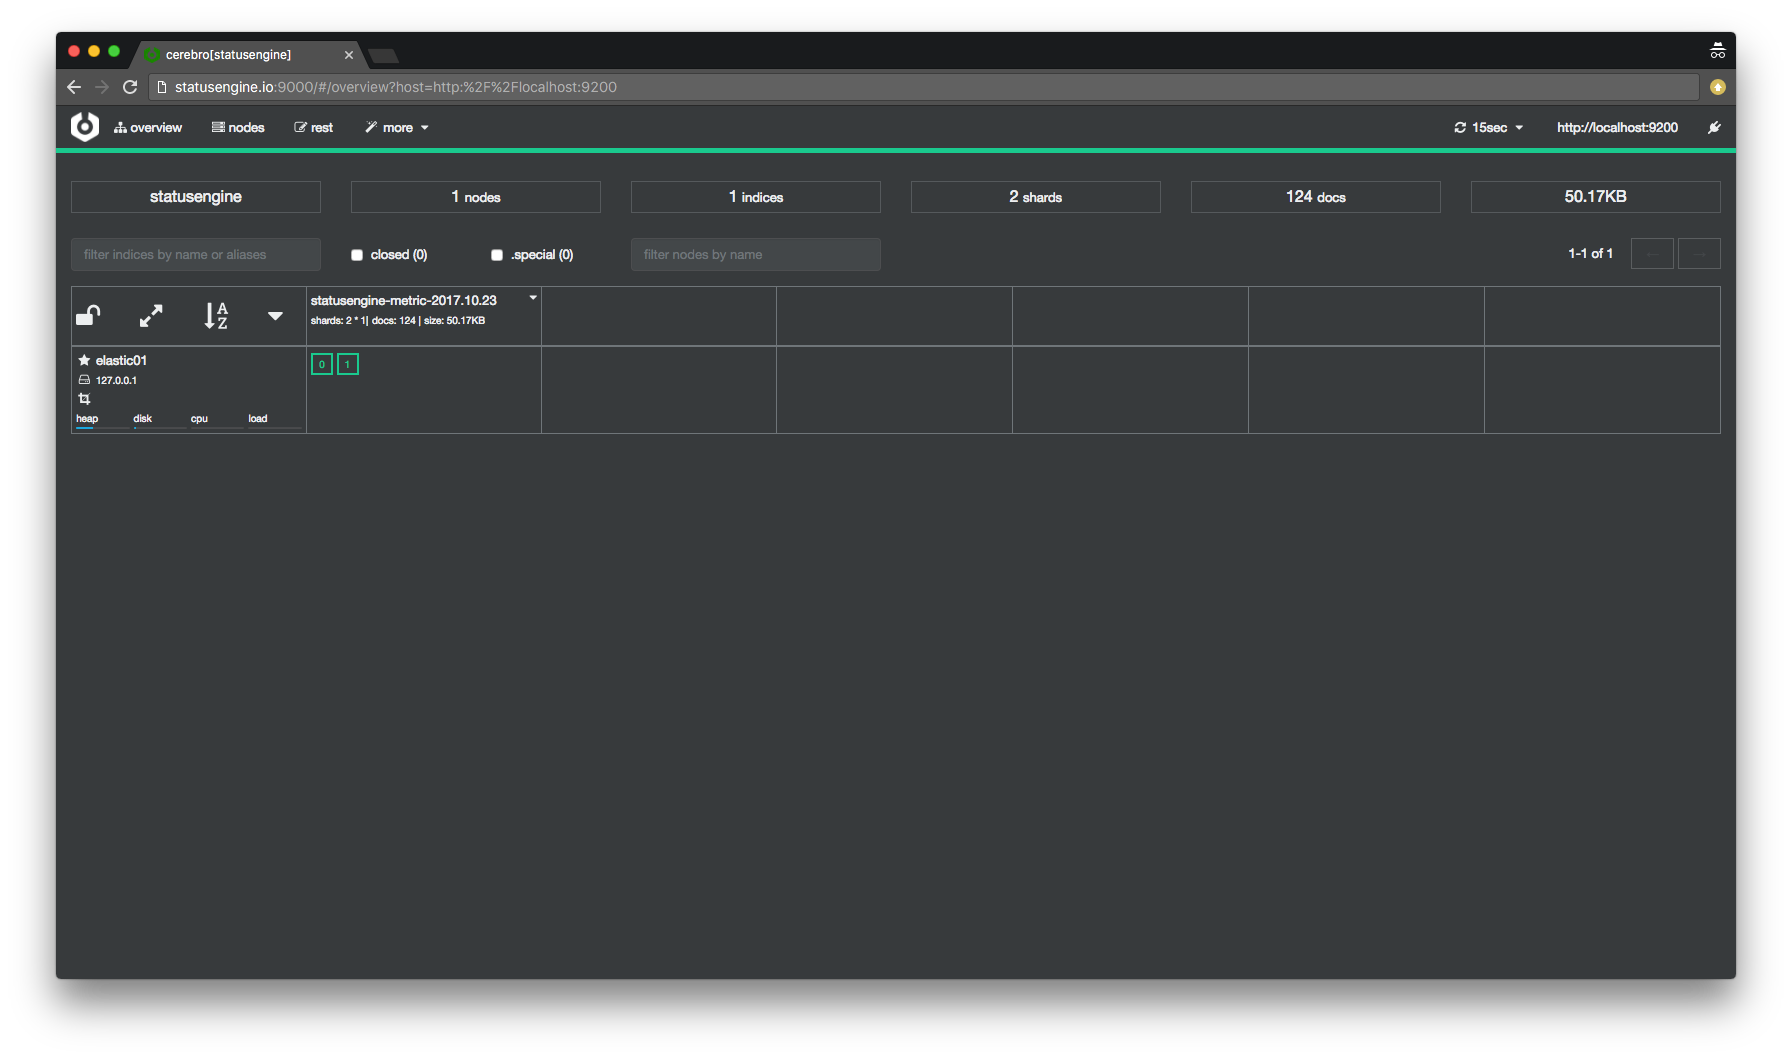 cerebro[statusengine]
statusengine.io:9000/#/overview?host=http:%2F%2Flocalhost:9200
overview nodes rest more 15sec http://localhost:9200
statusengine 1 nodes 1 indices 2 shards 124 docs 50.17KB
filter indices by name or aliases closed (0) .special (0) filter nodes by name 1-1 of 1
A
Z
statusengine-metric-2017.10.23
shards: 2 * 1| docs: 124 | size: 50.17KB
elastic01
127.0.0.1
0 1
heap disk cpu load